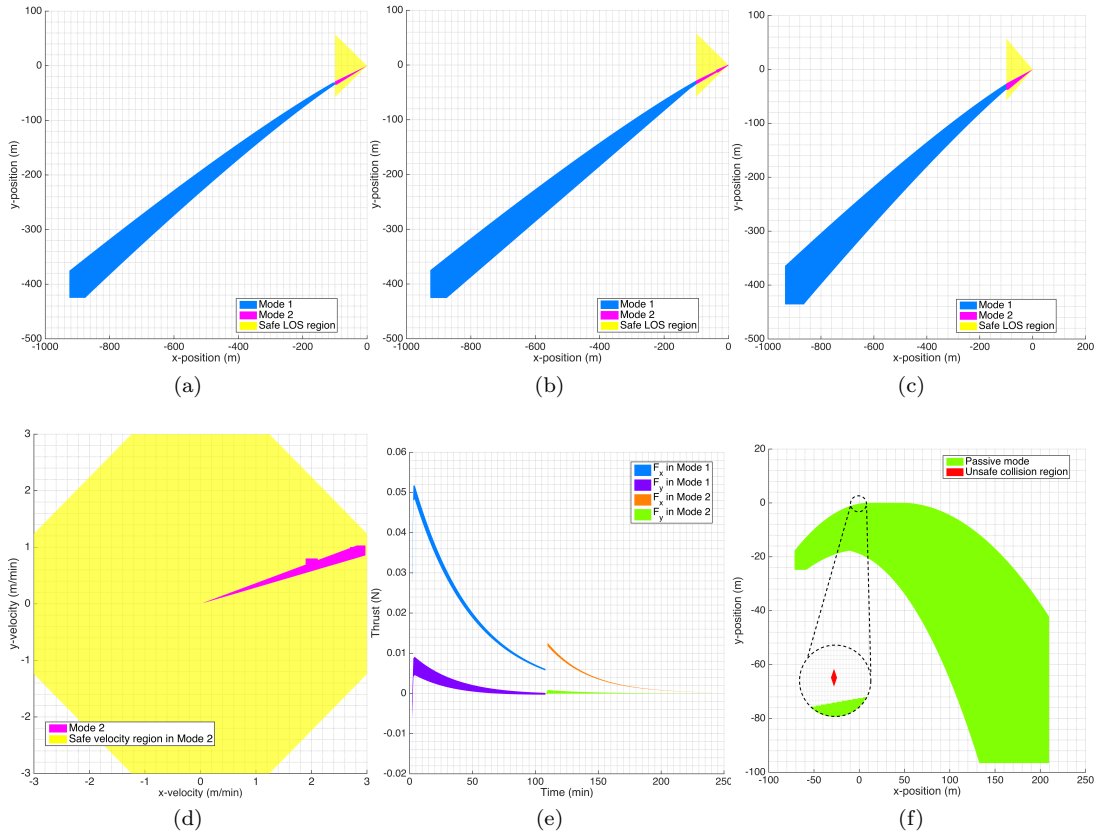 100
0
-100
-200
-300
-400
-500
-1000
-800
-600
-400
-200
0
y-position (m)
x-position (m)
Mode 1
Mode 2
Safe LOS region
(a)
100
0
-100
-200
-300
-400
-500
-1000
-800
-600
-400
-200
0
y-position (m)
x-position (m)
Mode 1
Mode 2
Safe LOS region
(b)
100
0
-100
-200
-300
-400
-500
-1000
-800
-600
-400
-200
0
200
y-position (m)
x-position (m)
Mode 1
Mode 2
Safe LOS region
(c)
3
2
1
0
-1
-2
-3
-3
-2
-1
0
1
2
3
y-velocity (m/min)
x-velocity (m/min)
Mode 2
Safe velocity region in Mode 2
(d)
0.06
0.05
0.04
0.03
0.02
0.01
0
-0.01
-0.02
0
50
100
150
200
250
Thrust (N)
Time (min)
F_x in Mode 1
F_y in Mode 1
F_x in Mode 2
F_y in Mode 2
(e)
20
0
-20
-40
-60
-80
-100
-100
-50
0
50
100
150
200
250
y-position (m)
x-position (m)
Passive mode
Unsafe collision region
(f)